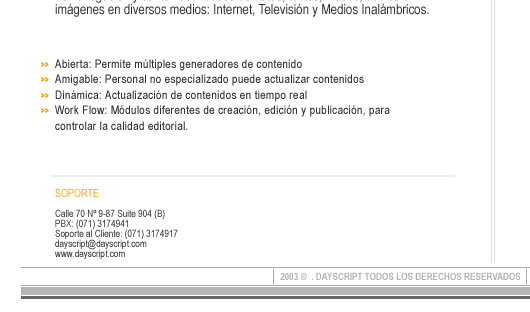 imágenes en diversos medios: Internet, Televisión y Medios Inalámbricos.
» Abierta: Permite múltiples generadores de contenido
» Amigable: Personal no especializado puede actualizar contenidos
» Dinámica: Actualización de contenidos en tiempo real
» Work Flow: Módulos diferentes de creación, edición y publicación, para
controlar la calidad editorial.
SOPORTE
Calle 70 Nº 9-87 Suite 904 (B)
PBX: (071) 3174941
Soporte al Cliente: (071) 3174917
dayscript@dayscript.com
www.dayscript.com
2003 © . DAYSCRIPT TODOS LOS DERECHOS RESERVADOS